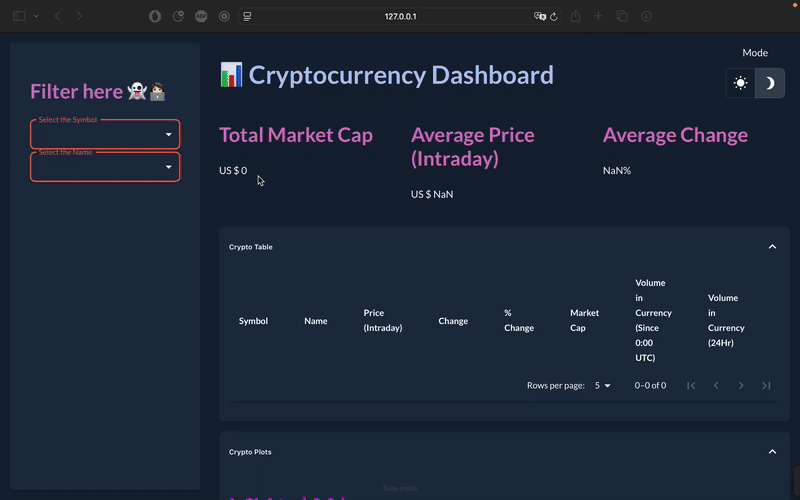 127.0.0.1
Mode
Filter here
Select the Symbol
Select the Name
Cryptocurrency Dashboard
Total Market Cap
US $ 0
Average Price
(Intraday)
US $ NaN
Average Change
NaN%
Crypto Table
Symbol
Name
Price
(Intraday)
Change
%
Change
Market
Cap
Volume
in
Currency
(Since
0:00
UTC)
Volume
in
Currency
(24Hr)
Rows per page:
5
0–0 of 0
Crypto Plots